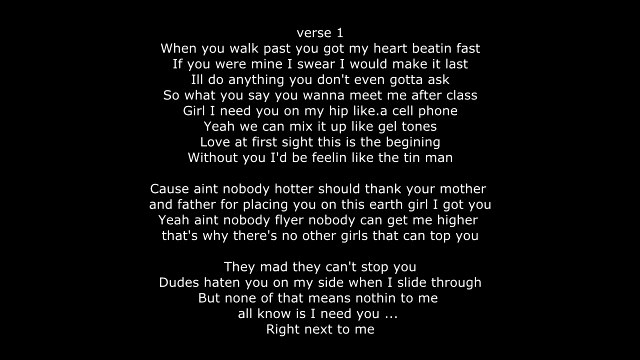 verse 1
When you walk past you got my heart beatin fast
If you were mine I swear I would make it last
Ill do anything you don't even gotta ask
So what you say you wanna meet me after class
Girl I need you on my hip like.a cell phone
Yeah we can mix it up like gel tones
Love at first sight this is the begining
Without you I'd be feelin like the tin man
Cause aint nobody hotter should thank your mother
and father for placing you on this earth girl I got you
Yeah aint nobody flyer nobody can get me higher
that's why there's no other girls that can top you
They mad they can't stop you
Dudes haten you on my side when I slide through
But none of that means nothin to me
all know is I need you ...
Right next to me